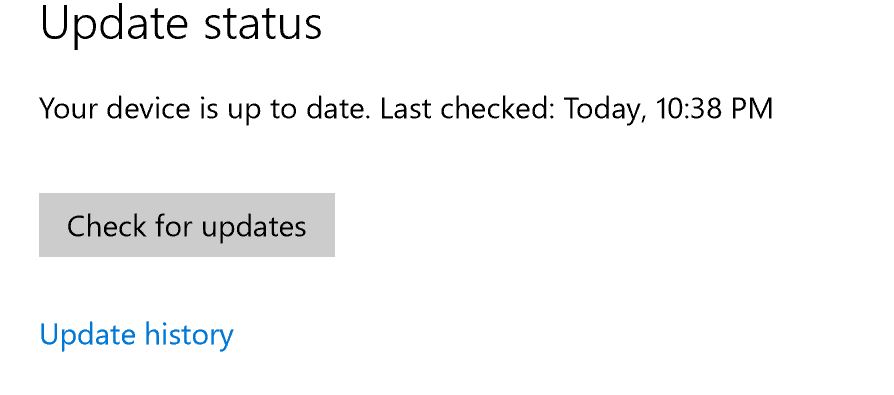 Update status
Your device is up to date. Last checked: Today, 10:38 PM
Check for updates
Update history